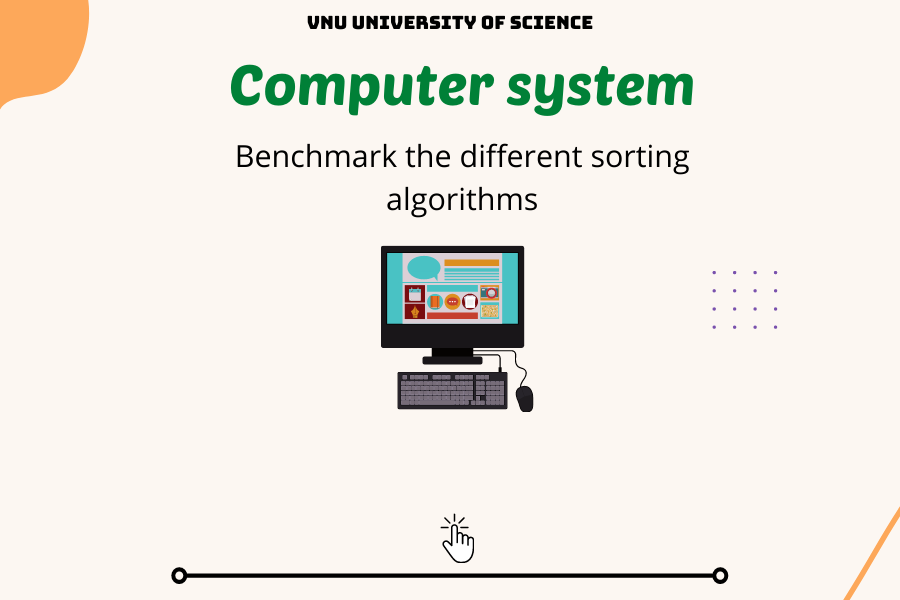 VNU UNIVERSITY OF SCIENCE
Computer system
Benchmark the different sorting
algorithms